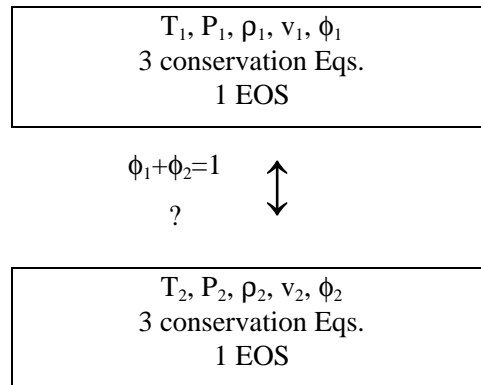 T₁, P₁, ρ₁, v₁, ϕ₁
3 conservation Eqs.
1 EOS
ϕ₁+ϕ₂=1
?
T₂, P₂, ρ₂, v₂, ϕ₂
3 conservation Eqs.
1 EOS